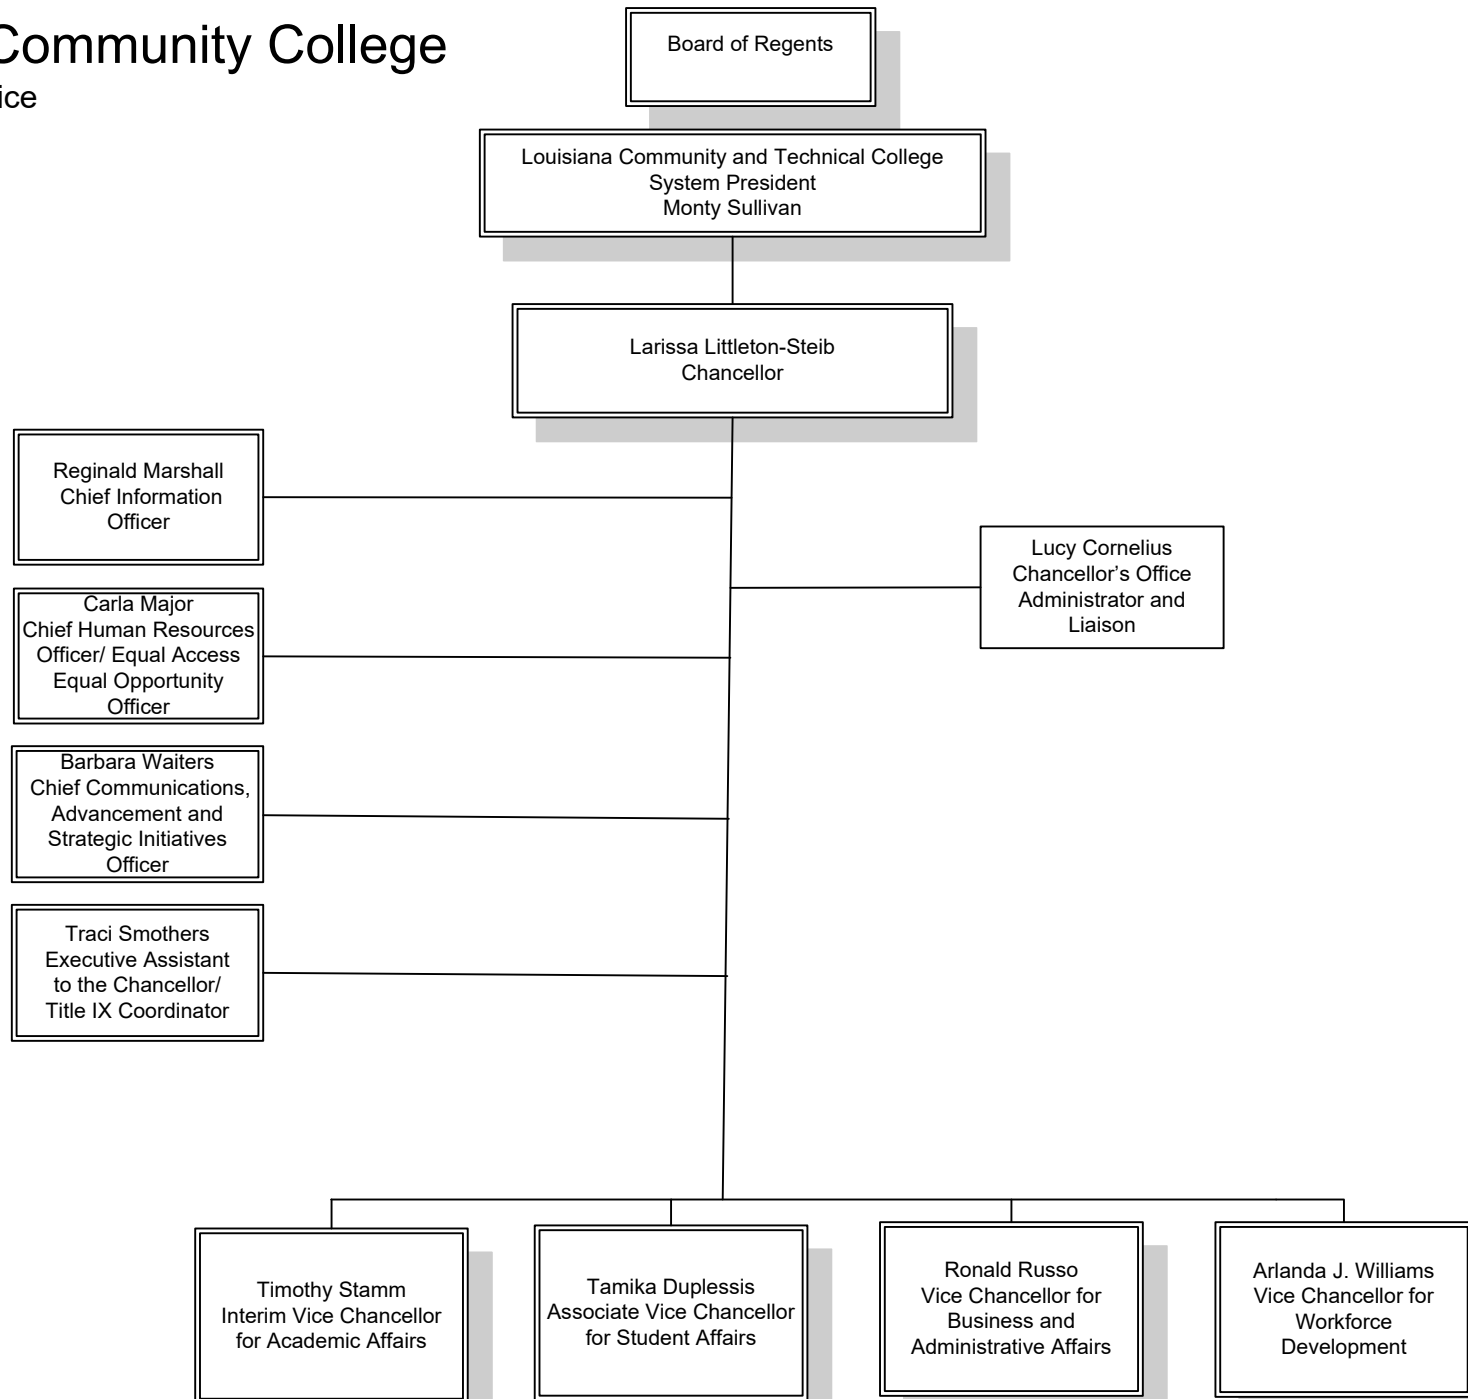 Community College
ice
Board of Regents
Louisiana Community and Technical College
System President
Monty Sullivan
Larissa Littleton-Steib
Chancellor
Reginald Marshall
Chief Information
Officer
Lucy Cornelius
Chancellor’s Office
Administrator and
Liaison
Carla Major
Chief Human Resources
Officer/ Equal Access
Equal Opportunity
Officer
Barbara Waiters
Chief Communications,
Advancement and
Strategic Initiatives
Officer
Traci Smothers
Executive Assistant
to the Chancellor/
Title IX Coordinator
Timothy Stamm
Interim Vice Chancellor
for Academic Affairs
Tamika Duplessis
Associate Vice Chancellor
for Student Affairs
Ronald Russo
Vice Chancellor for
Business and
Administrative Affairs
Arlanda J. Williams
Vice Chancellor for
Workforce
Development